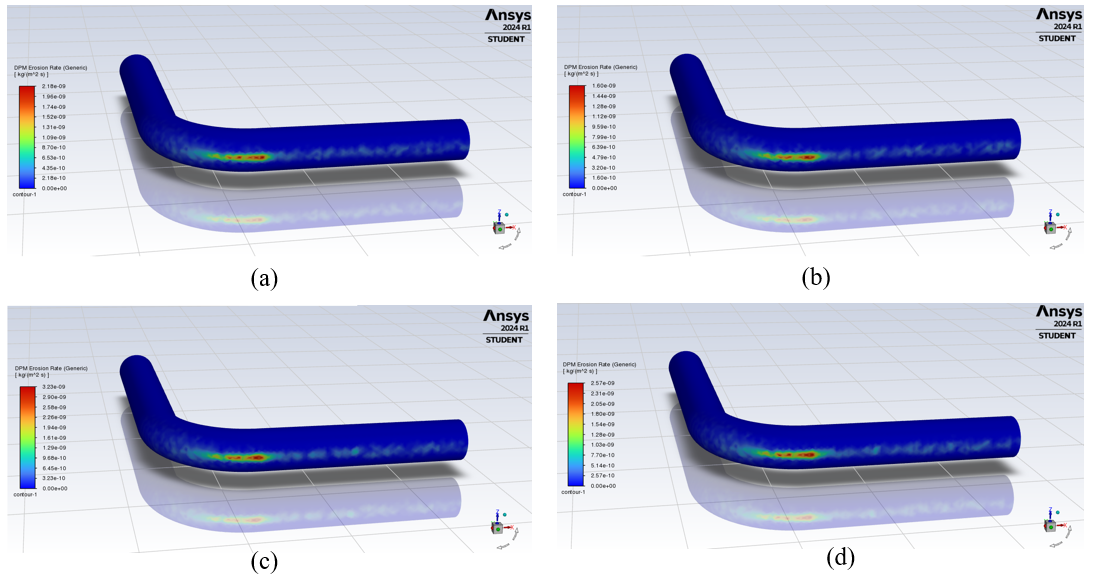 Ansys
2024 R1
STUDENT
DPM Erosion Rate (Generic)
[ kg/(m^2 s) ]
2.18e-09
1.96e-09
1.74e-09
1.52e-09
1.31e-09
1.09e-09
8.70e-10
6.53e-10
4.35e-10
2.18e-10
0.00e+00
contour-1
Z
X
(a)
Ansys
2024 R1
STUDENT
DPM Erosion Rate (Generic)
[ kg/(m^2 s) ]
1.60e-09
1.44e-09
1.28e-09
1.12e-09
9.59e-10
7.99e-10
6.39e-10
4.79e-10
3.20e-10
1.60e-10
0.00e+00
contour-1
Z
X
(b)
Ansys
2024 R1
STUDENT
DPM Erosion Rate (Generic)
[ kg/(m^2 s) ]
3.23e-09
2.90e-09
2.58e-09
2.26e-09
1.94e-09
1.61e-09
1.29e-09
9.68e-10
6.45e-10
3.23e-10
0.00e+00
contour-1
Z
X
(c)
Ansys
2024 R1
STUDENT
DPM Erosion Rate (Generic)
[ kg/(m^2 s) ]
2.57e-09
2.31e-09
2.05e-09
1.80e-09
1.54e-09
1.28e-09
1.03e-09
7.70e-10
5.14e-10
2.57e-10
0.00e+00
contour-1
Z
X
(d)